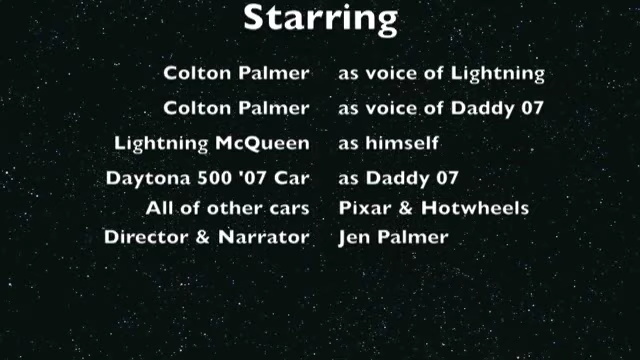 Starring
Colton Palmer as voice of Lightning
Colton Palmer as voice of Daddy 07
Lightning McQueen as himself
Daytona 500 '07 Car as Daddy 07
All of other cars Pixar & Hotwheels
Director & Narrator Jen Palmer